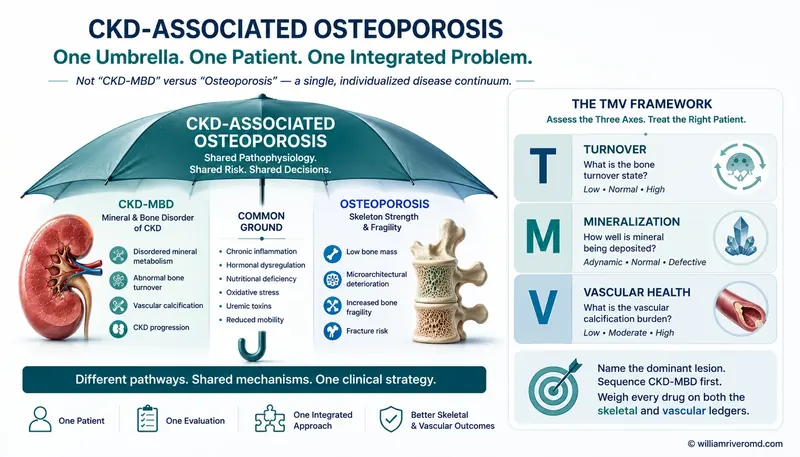 CKD-ASSOCIATED OSTEOPOROSIS
One Umbrella. One Patient. One Integrated Problem.
Not “CKD-MBD” versus “Osteoporosis” — a single, individualized disease continuum.
CKD-ASSOCIATED
OSTEOPOROSIS
Shared Pathophysiology.
Shared Risk. Shared Decisions.
CKD-MBD
Mineral & Bone Disorder
of CKD
Disordered mineral
metabolism
Abnormal bone
turnover
Vascular calcification
CKD progression
COMMON
GROUND
• Chronic inflammation
• Hormonal dysregulation
• Nutritional deficiency
• Oxidative stress
• Uremic toxins
• Reduced mobility
OSTEOPOROSIS
Skeleton Strength
& Fragility
Low bone mass
Microarchitectural
deterioration
Increased bone
fragility
Fracture risk
Different pathways. Shared mechanisms. One clinical strategy.
One Patient
One Evaluation
One Integrated
Approach
Better Skeletal
& Vascular Outcomes
THE TMV FRAMEWORK
Assess the Three Axes. Treat the Right Patient.
T
TURNOVER
What is the bone
turnover state?
Low • Normal • High
M
MINERALIZATION
How well is mineral
being deposited?
Adynamic • Normal • Defective
V
VASCULAR HEALTH
What is the vascular
calcification burden?
Low • Moderate • High
Name the dominant lesion.
Sequence CKD-MBD first.
Weigh every drug on both the
skeletal and vascular ledgers.
© williamriveromd.com